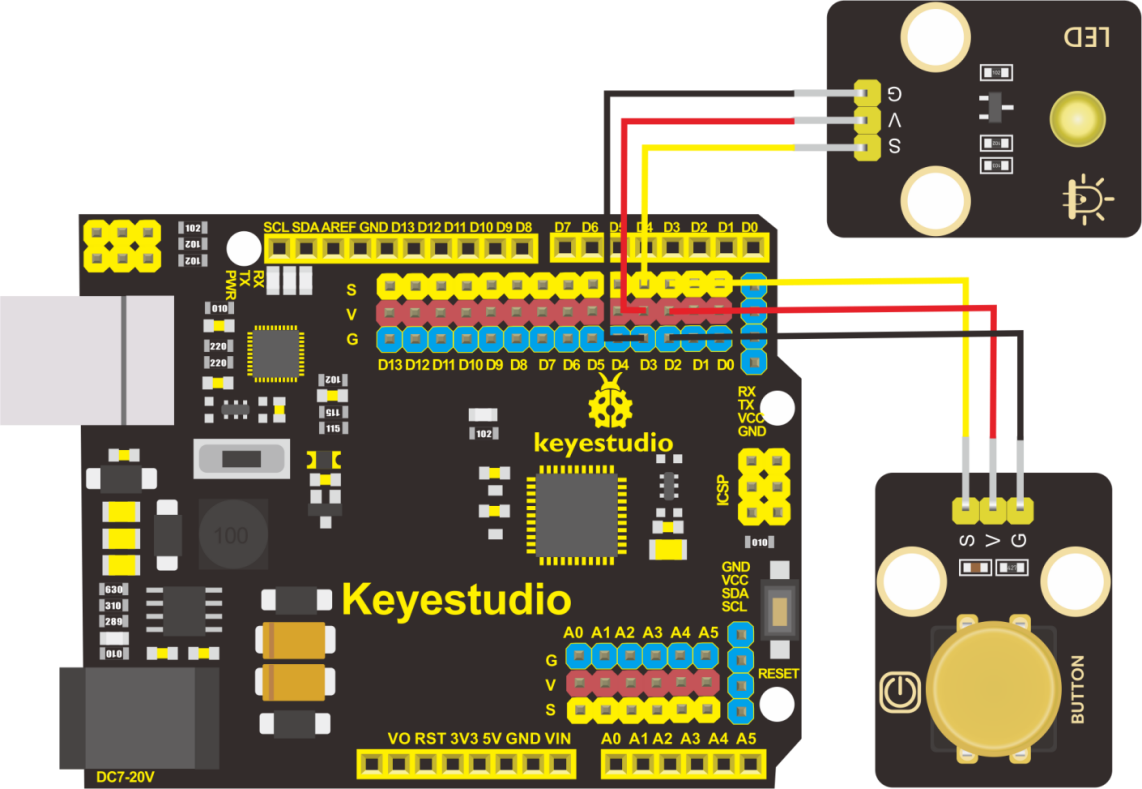 LED
G
V
S
SCL SDA AREF GND D13 D12 D11 D10 D9 D8
D7 D6 D5 D4 D3 D2 D1 D0
102
102
102
RX
TX
PWR
S
V
G
D13 D12 D11 D10 D9 D8 D7 D6 D5 D4 D3 D2 D1 D0
010
220
220
102
115
115
RX
TX
VCC
GND
keyestudio
102
ICSP
010
100
S
V
G
GND
VCC
SDA
SCL
Keyestudio
630
310
289
010
A0 A1 A2 A3 A4 A5
G
V
S
RESET
BUTTON
VO RST 3V3 5V GND VIN
A0 A1 A2 A3 A4 A5
DC7-20V